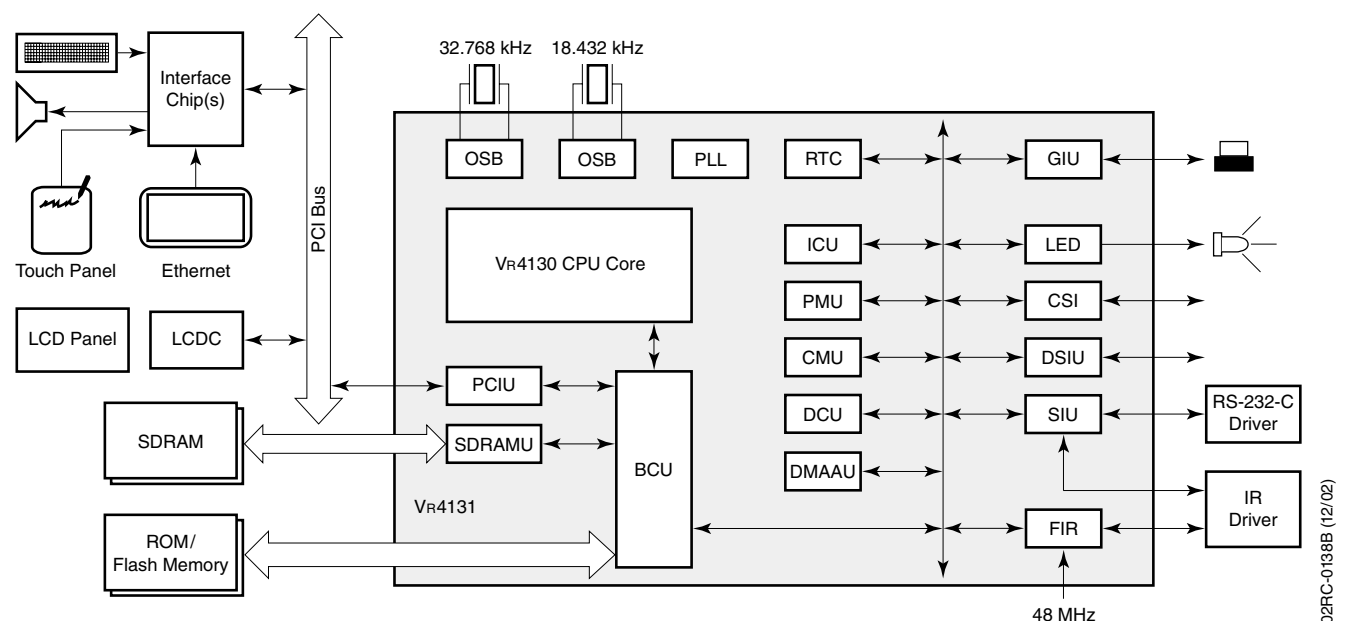 32.768 kHz
18.432 kHz
Interface
Chip(s)
OSB
OSB
PLL
RTC
GIU
PCI Bus
VR4130 CPU Core
ICU
LED
Touch Panel
Ethernet
PMU
CSI
LCD Panel
LCDC
CMU
DSIU
PCIU
DCU
SIU
RS-232-C
Driver
SDRAM
SDRAMU
BCU
DMAAU
VR4131
IR
Driver
ROM/
Flash Memory
FIR
48 MHz
02RC-0138B (12/02)